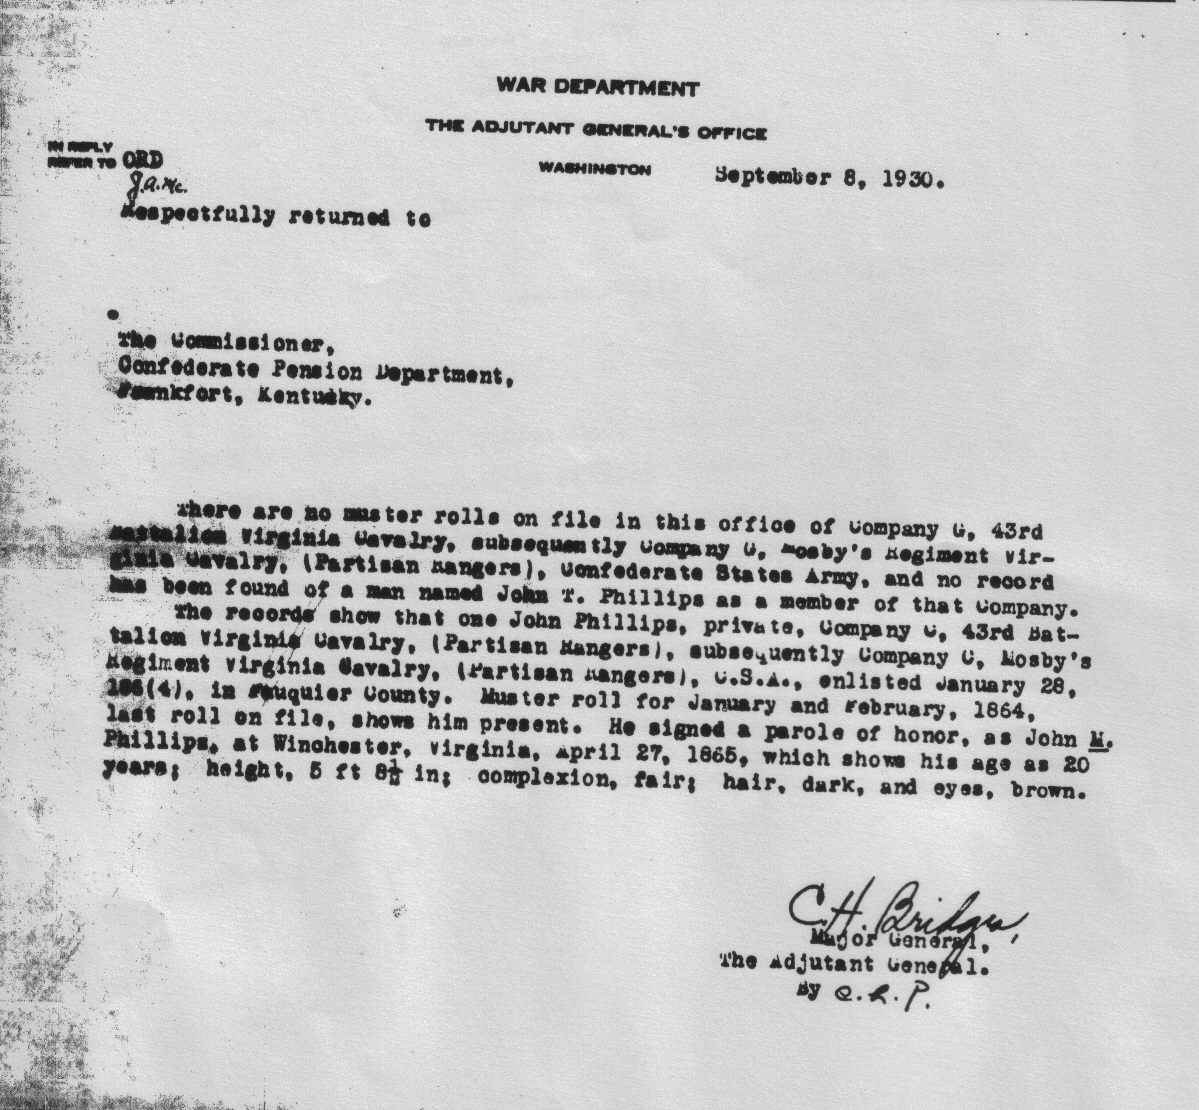 WAR DEPARTMENT
THE ADJUTANT GENERAL'S OFFICE
WASHINGTON
September 8, 1930.
IN REPLY
REFER TO ORD
J.A.Mc.
Respectfully returned to
The Commissioner,
Confederate Pension Department,
Frankfort, Kentucky.
There are no muster rolls on file in this office of Company G, 43rd
Battalion Virginia Cavalry, subsequently Company G, Mosby's Regiment Vir-
ginia Cavalry, (Partisan Rangers), Confederate States Army, and no record
has been found of a man named John T. Phillips as a member of that Company.
The records show that one John Phillips, private, Company C, 43rd Bat-
talion Virginia Cavalry, (Partisan Rangers), subsequently Company C, Mosby's
Regiment Virginia Cavalry, (Partisan Rangers), C.S.A., enlisted January 28,
186(4), in Fauquier County. Muster roll for January and February, 1864,
last roll on file, shows him present. He signed a parole of honor, as John M.
Phillips, at Winchester, Virginia, April 27, 1865, which shows his age as 20
years; height, 5 ft 8½ in; complexion, fair; hair, dark, and eyes, brown.
C.H. Bridges,
Major General,
The Adjutant General.
By